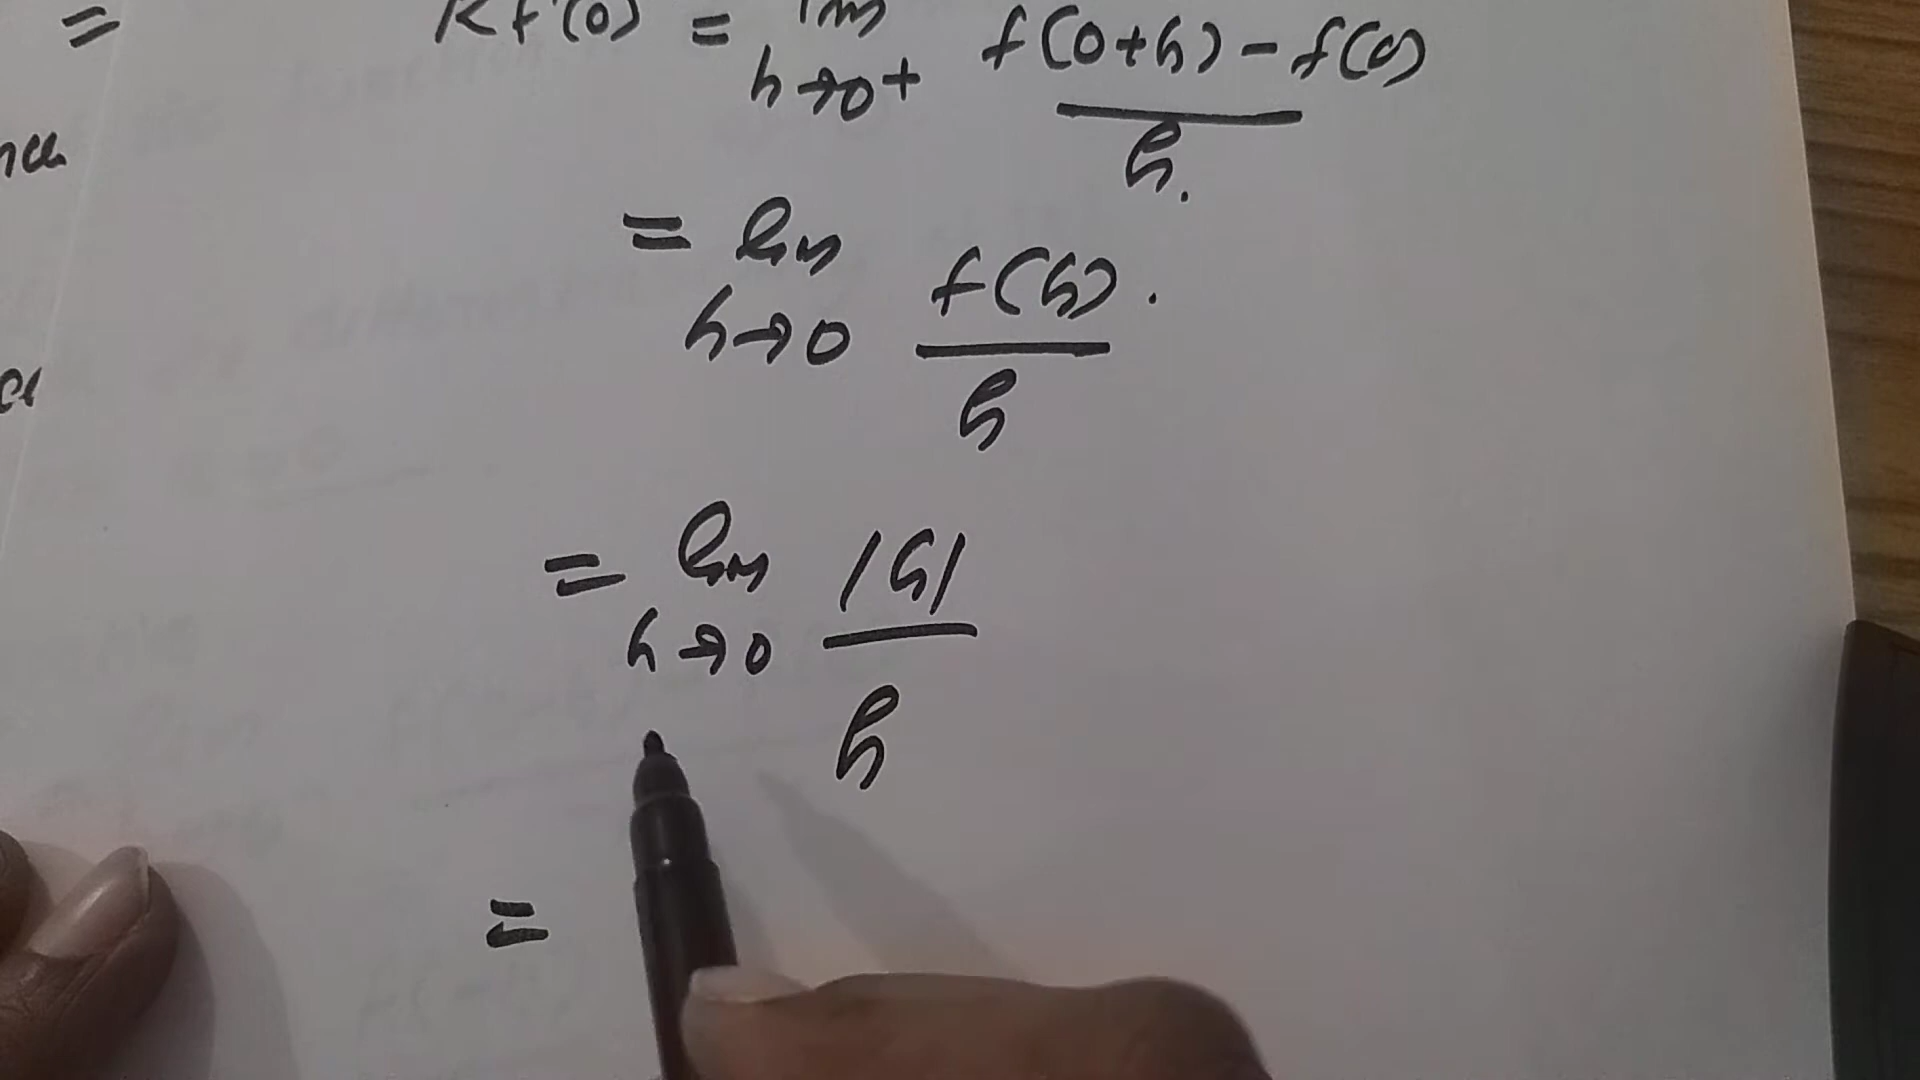 =
Rf'(0) = lim f(0+h) - f(0)
h→0+ h.
= lim f(h).
h→0 h
= lim |h|
h→0 h
=